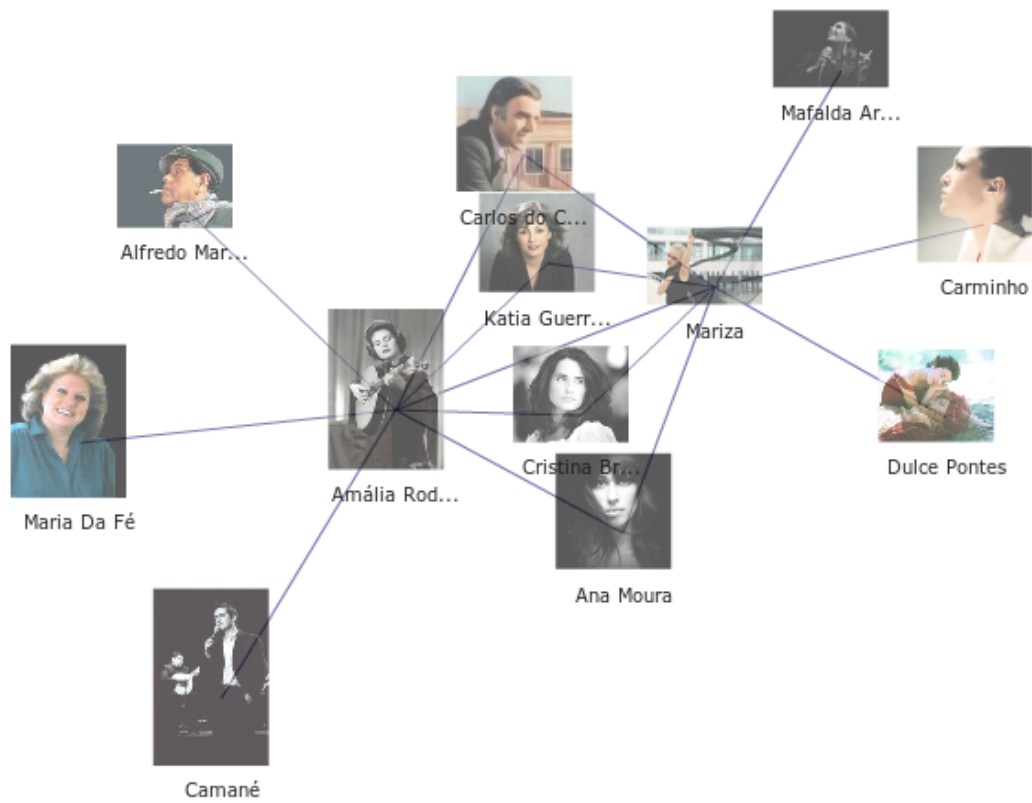 Mafalda Ar...
Carlos do C...
Alfredo Mar...
Carminho
Katia Guerr...
Mariza
Cristina Br...
Dulce Pontes
Amália Rod...
Maria Da Fé
Ana Moura
Camané